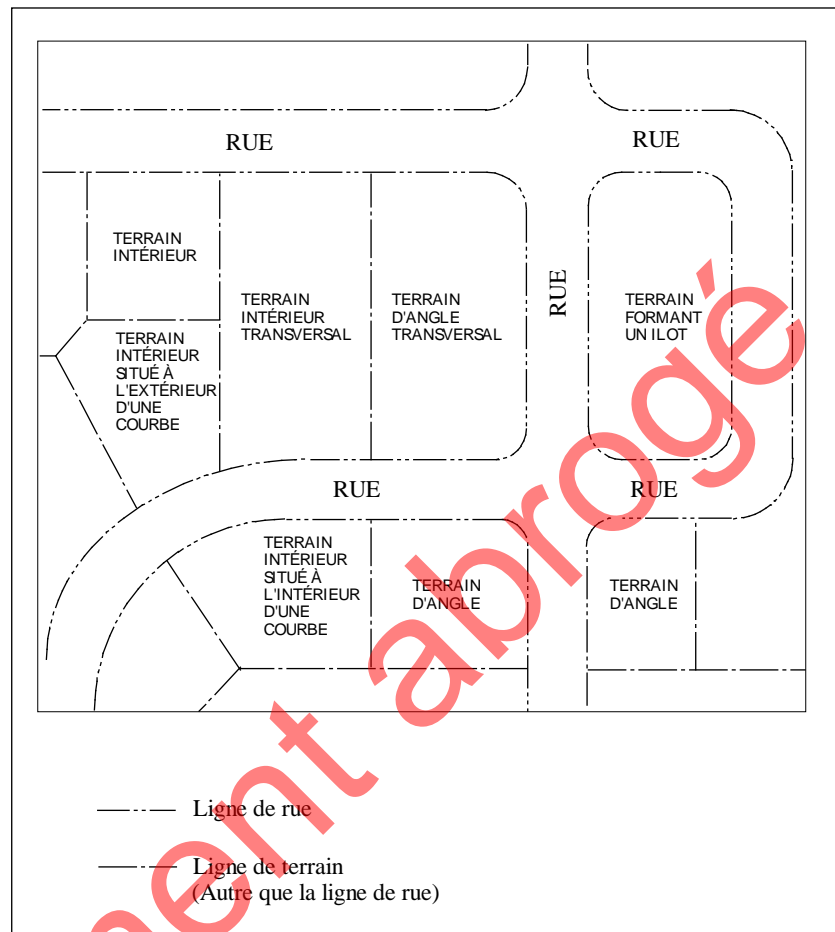 RUE
RUE
TERRAIN
INTÉRIEUR
RUE
TERRAIN
INTÉRIEUR
TRANSVERSAL
TERRAIN
D'ANGLE
TRANSVERSAL
TERRAIN
FORMANT
UN ILOT
TERRAIN
INTÉRIEUR
SITUÉ À
L'EXTÉRIEUR
D'UNE
COURBE
RUE
RUE
TERRAIN
INTÉRIEUR
SITUÉ À
L'INTÉRIEUR
D'UNE
COURBE
TERRAIN
D'ANGLE
TERRAIN
D'ANGLE
Ligne de rue
Ligne de terrain
(Autre que la ligne de rue)
ment abrogé